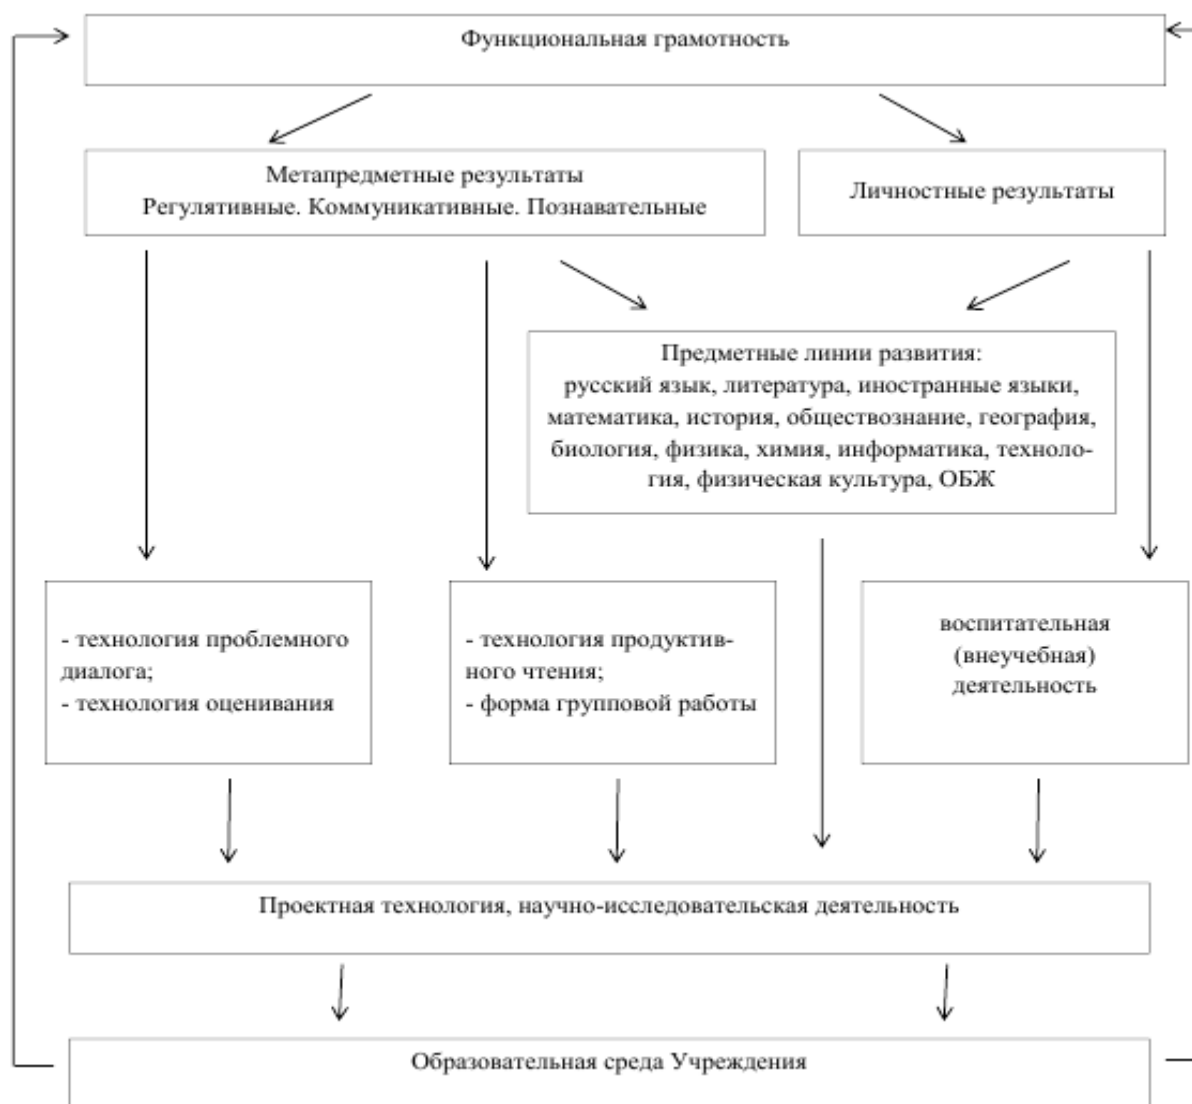 Функциональная грамотность
Метапредметные результаты
Регулятивные. Коммуникативные. Познавательные
Личностные результаты
Предметные линии развития:
русский язык, литература, иностранные языки,
математика, история, обществознание, география,
биология, физика, химия, информатика, техноло-
гия, физическая культура, ОБЖ
- технология проблемного
диалога;
- технология оценивания
- технология продуктив-
ного чтения;
- форма групповой работы
воспитательная
(внеучебная)
деятельность
Проектная технология, научно-исследовательская деятельность
Образовательная среда Учреждения